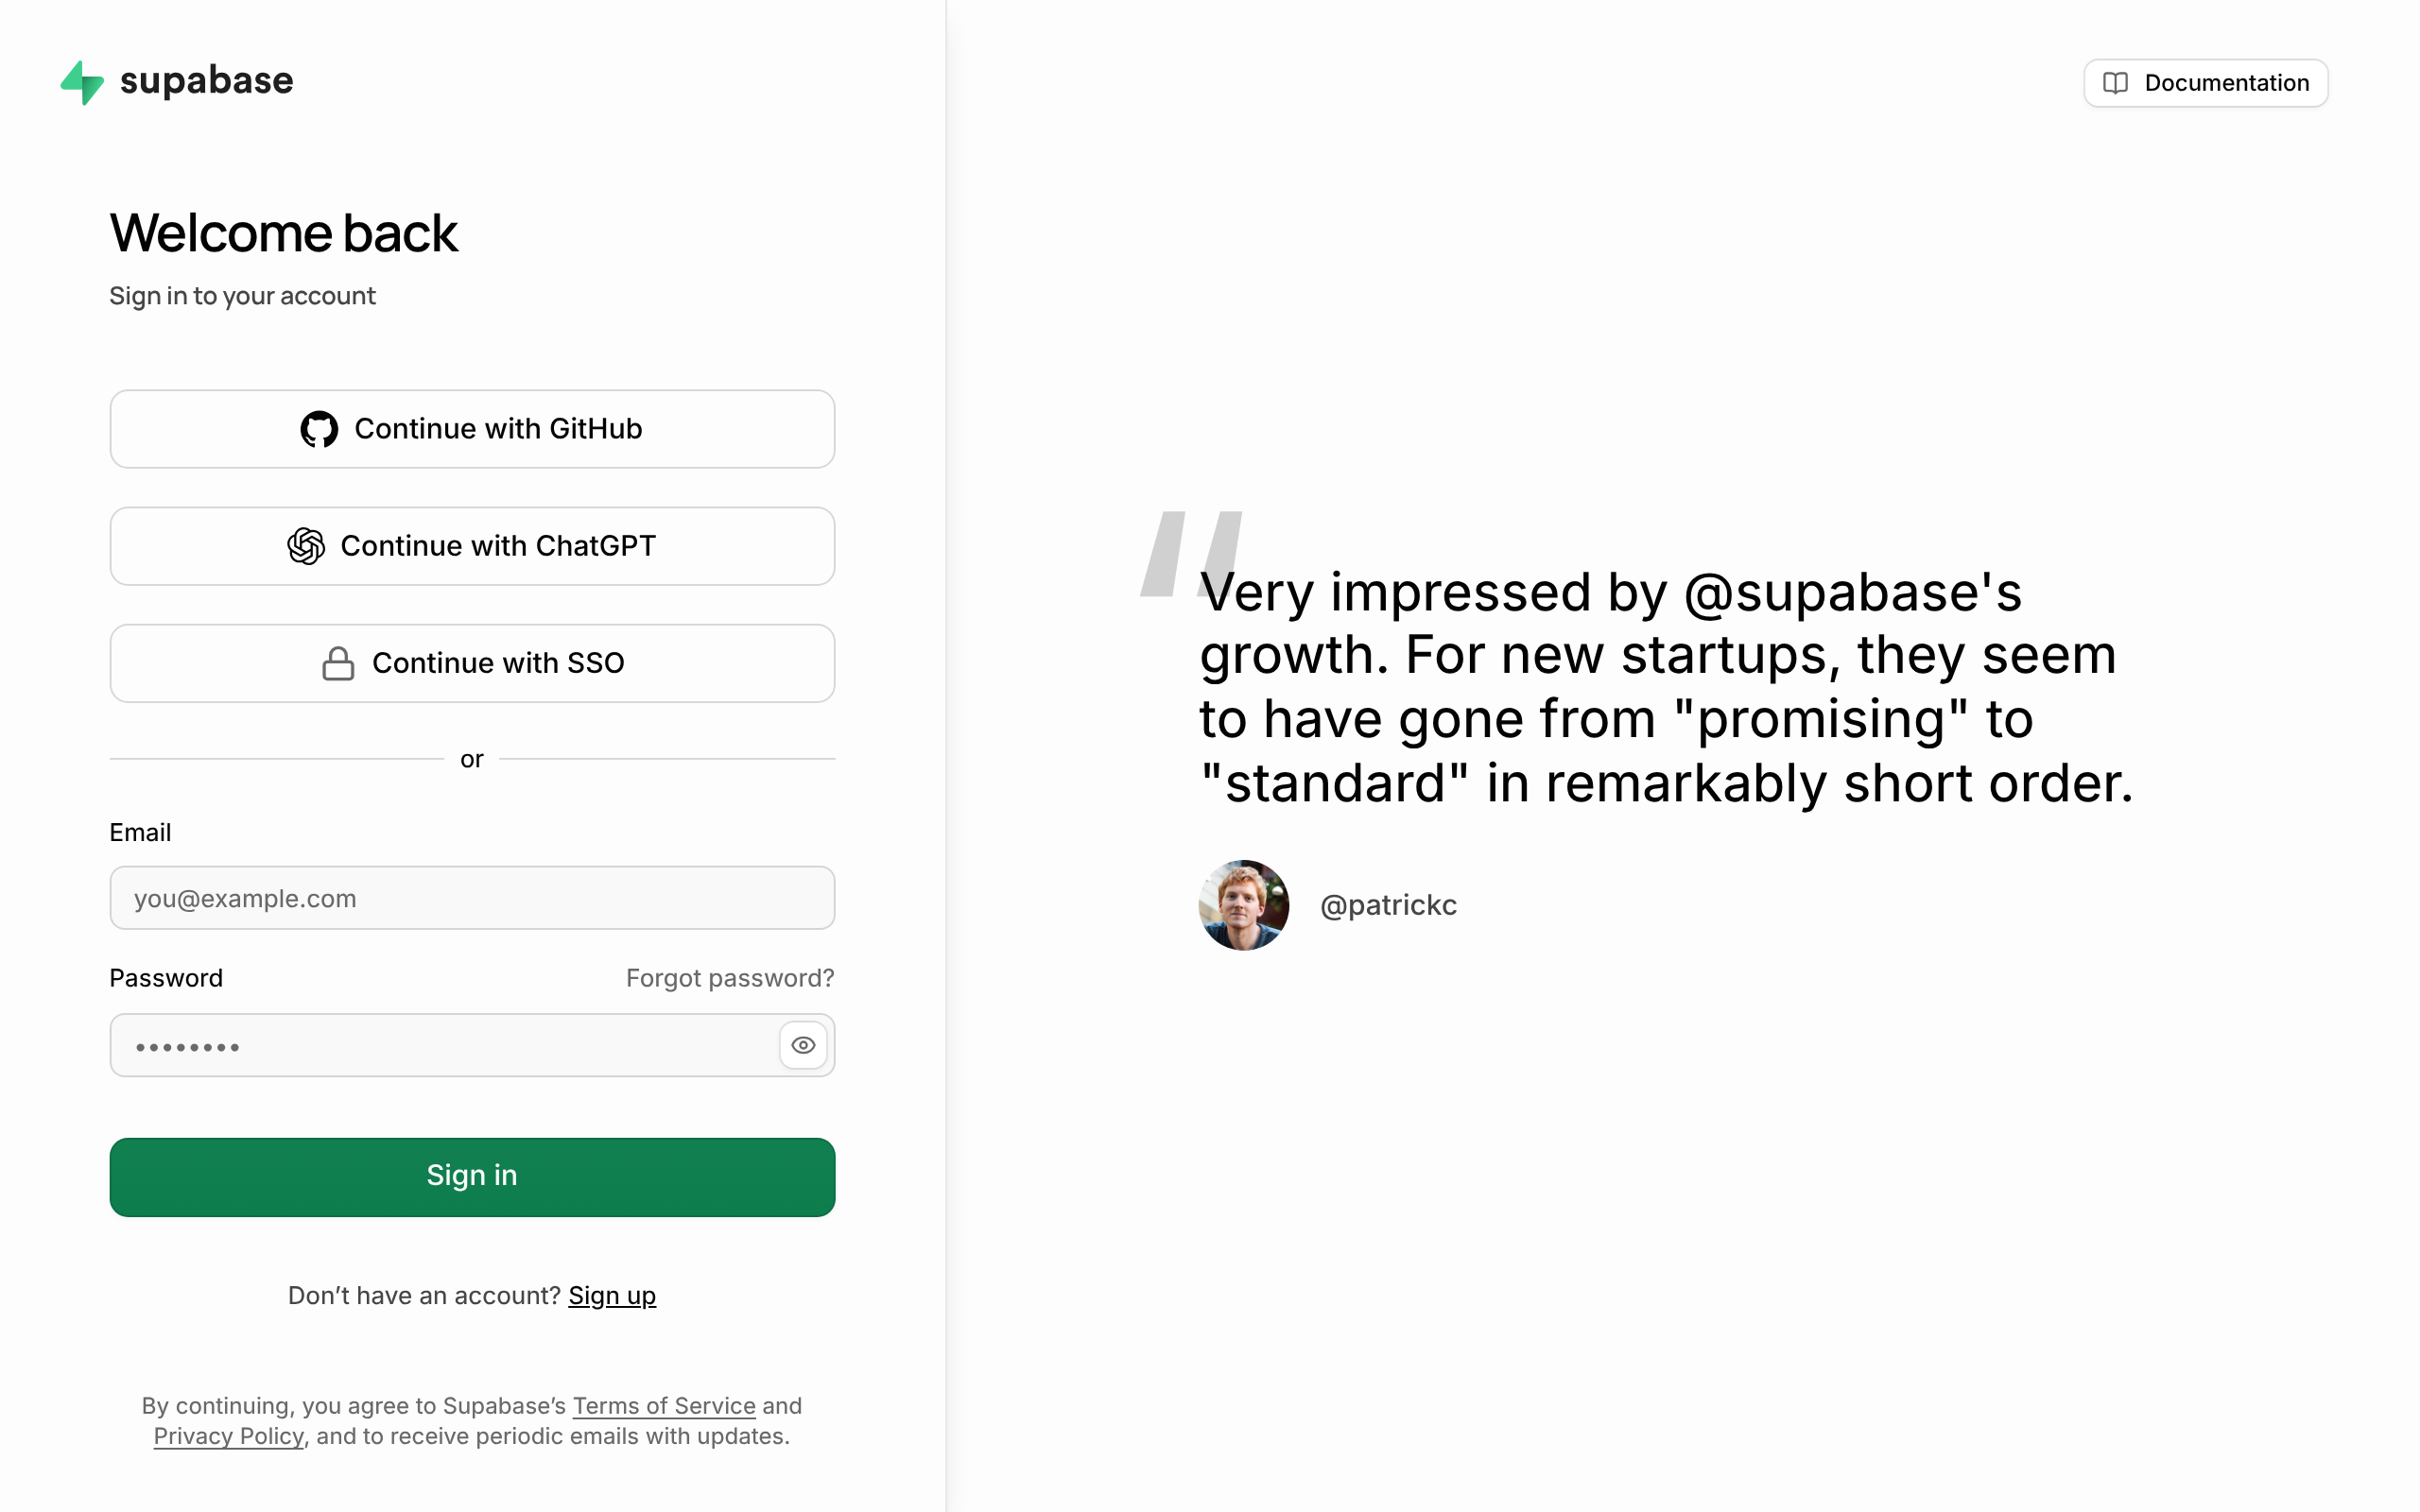 supabase
Documentation
Welcome back
Sign in to your account
Continue with GitHub
Continue with ChatGPT
Continue with SSO
or
Email
you@example.com
Password
Forgot password?
••••••••
Sign in
Don’t have an account? Sign up
By continuing, you agree to Supabase’s Terms of Service and
Privacy Policy, and to receive periodic emails with updates.
"
Very impressed by @supabase's
growth. For new startups, they seem
to have gone from "promising" to
"standard" in remarkably short order.
@patrickc